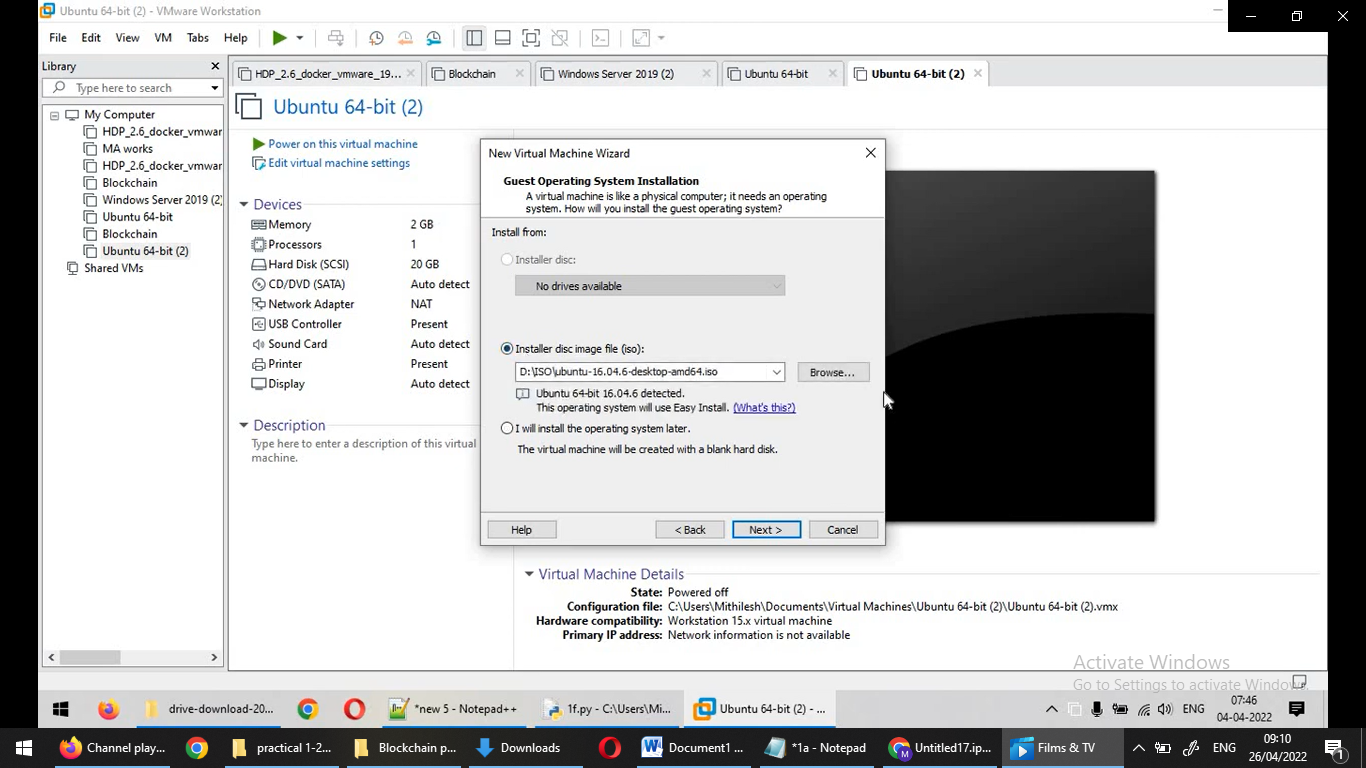 Ubuntu 64-bit (2) - VMware Workstation
File Edit View VM Tabs Help
Library
Type here to search
My Computer
HDP_2.6_docker_vmwar
MA works
HDP_2.6_docker_vmwar
Blockchain
Windows Server 2019 (2)
Ubuntu 64-bit
Blockchain
Ubuntu 64-bit (2)
Shared VMs
HDP_2.6_docker_vmware_19... Blockchain Windows Server 2019 (2) Ubuntu 64-bit Ubuntu 64-bit (2)
Ubuntu 64-bit (2)
Power on this virtual machine
Edit virtual machine settings
Devices
Memory 2 GB
Processors 1
Hard Disk (SCSI) 20 GB
CD/DVD (SATA) Auto detect
Network Adapter NAT
USB Controller Present
Sound Card Auto detect
Printer Present
Display Auto detect
Description
Type here to enter a description of this virtual
machine.
New Virtual Machine Wizard
Guest Operating System Installation
A virtual machine is like a physical computer; it needs an operating
system. How will you install the guest operating system?
Install from:
Installer disc:
No drives available
Installer disc image file (iso):
D:\ISO\ubuntu-16.04.6-desktop-amd64.iso
Browse...
Ubuntu 64-bit 16.04.6 detected.
This operating system will use Easy Install. (What's this?)
I will install the operating system later.
The virtual machine will be created with a blank hard disk.
Help < Back Next > Cancel
Virtual Machine Details
State: Powered off
Configuration file: C:\Users\Mithilesh\Documents\Virtual Machines\Ubuntu 64-bit (2)\Ubuntu 64-bit (2).vmx
Hardware compatibility: Workstation 15.x virtual machine
Primary IP address: Network information is not available
Activate Windows
Go to Settings to activate Windows.
drive-download-20... *new 5 - Notepad++ 1f.py - C:\Users\Mi... Ubuntu 64-bit (2) - ... ENG 07:46
04-04-2022
Channel play... practical 1-2... Blockchain p... Downloads Document1 ... *1a - Notepad Untitled17.ip... Films & TV ENG 09:10
26/04/2022 1